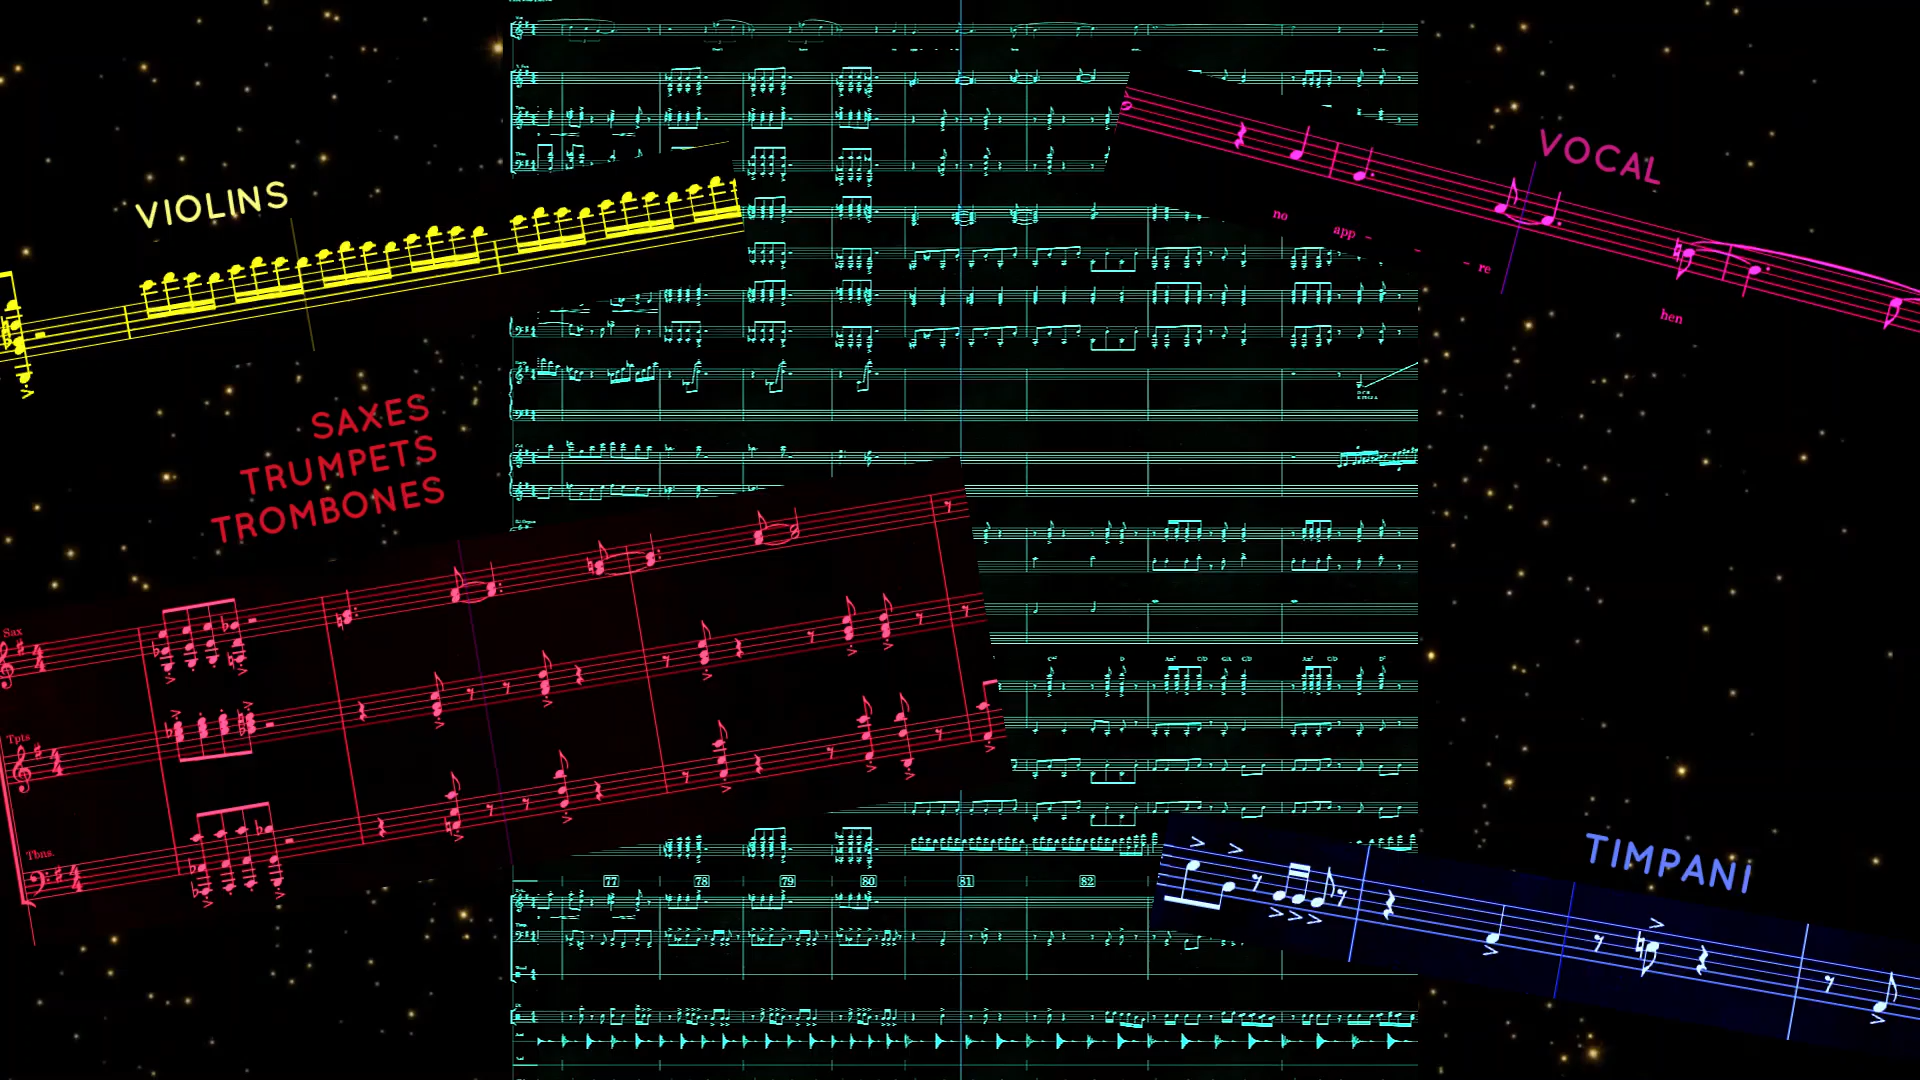 VIOLINS
VOCAL
no
app -
-
- re
hen
SAXES
TRUMPETS
TROMBONES
Sax
Tpts
Tbns.
77
78
79
80
81
82
TIMPANI